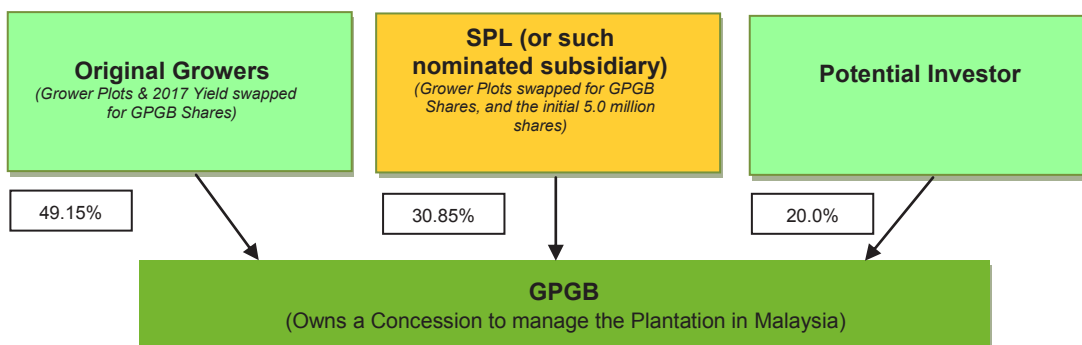 Original Growers
(Grower Plots & 2017 Yield swapped
for GPGB Shares)
SPL (or such
nominated subsidiary)
(Grower Plots swapped for GPGB
Shares, and the initial 5.0 million
shares)
Potential Investor
49.15%
30.85%
20.0%
GPGB
(Owns a Concession to manage the Plantation in Malaysia)